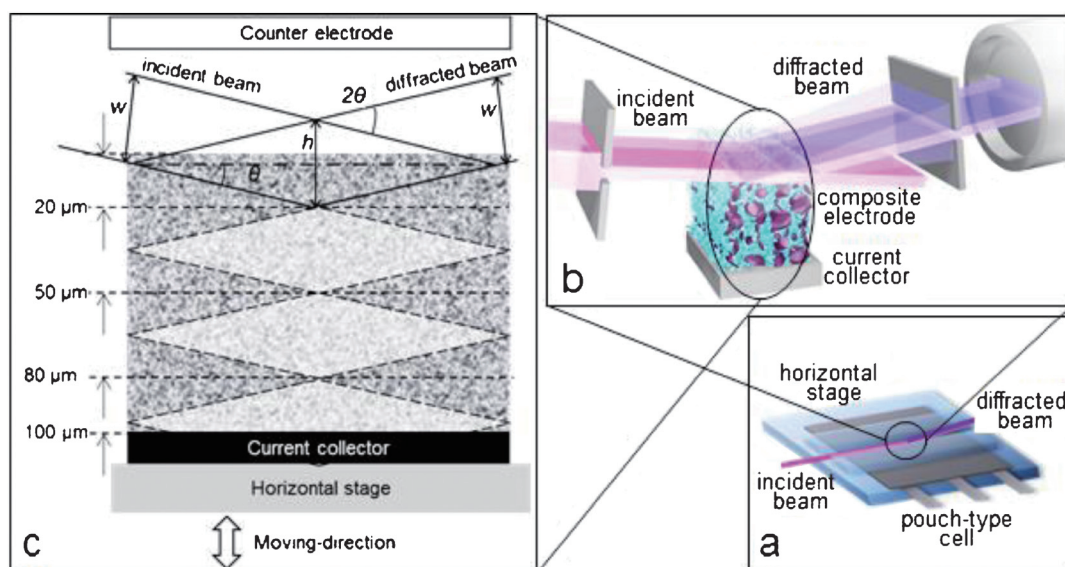 Counter electrode
incident beam
diffracted beam
2θ
w
w
h
θ
20 µm
50 µm
80 µm
100 µm
Current collector
Horizontal stage
Moving-direction
c
incident
beam
diffracted
beam
composite
electrode
current
collector
b
horizontal
stage
diffracted
beam
incident
beam
pouch-type
cell
a